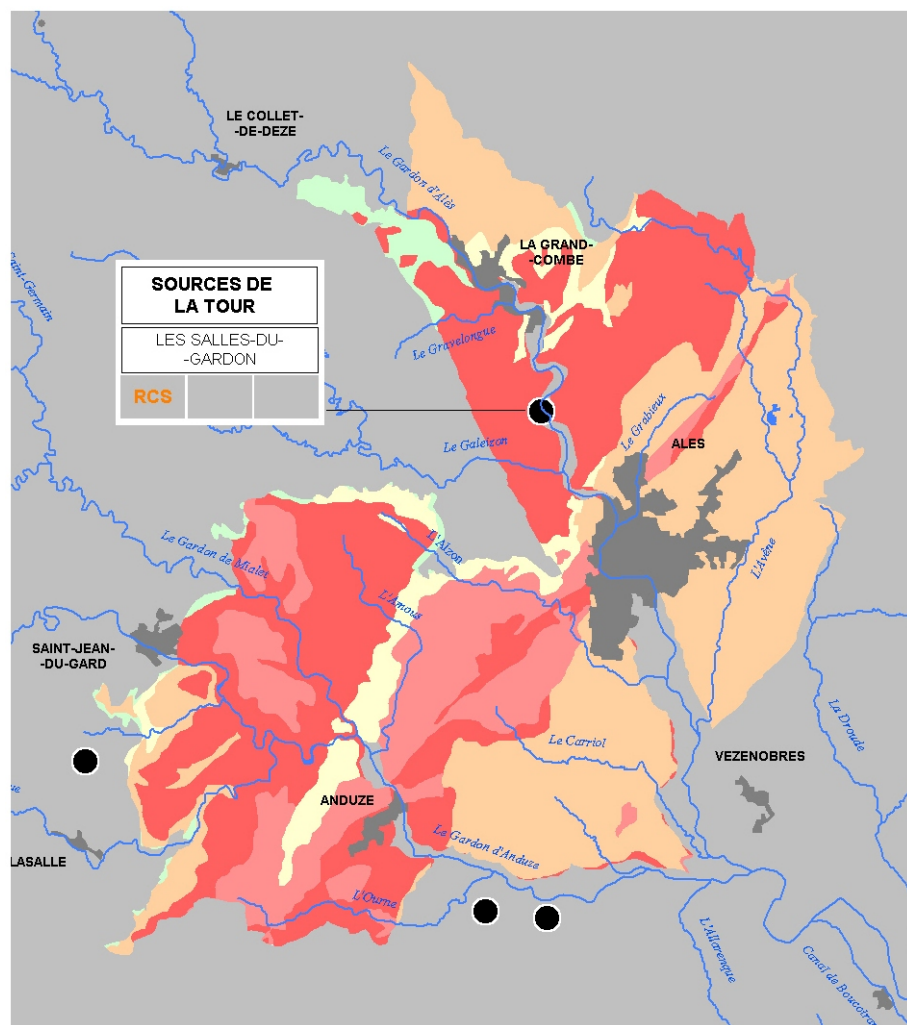 LE COLLET-
-DE-DEZE
Le Gardon d'Alès
LA GRAND-
-COMBE
Saint-Germain
SOURCES DE
LA TOUR
LES SALLES-DU-
-GARDON
RCS
Le Gravelongue
Le Grabieux
ALES
Le Galeizon
L'Alzon
Le Gardon de Mialet
L'Avène
L'Amous
SAINT-JEAN-
-DU-GARD
La Droude
Le Carriol
VEZENOBRES
ANDUZE
Le Gardon d'Anduze
LASALLE
L'Ourne
L'Allarenque
Canal de Boucoiran